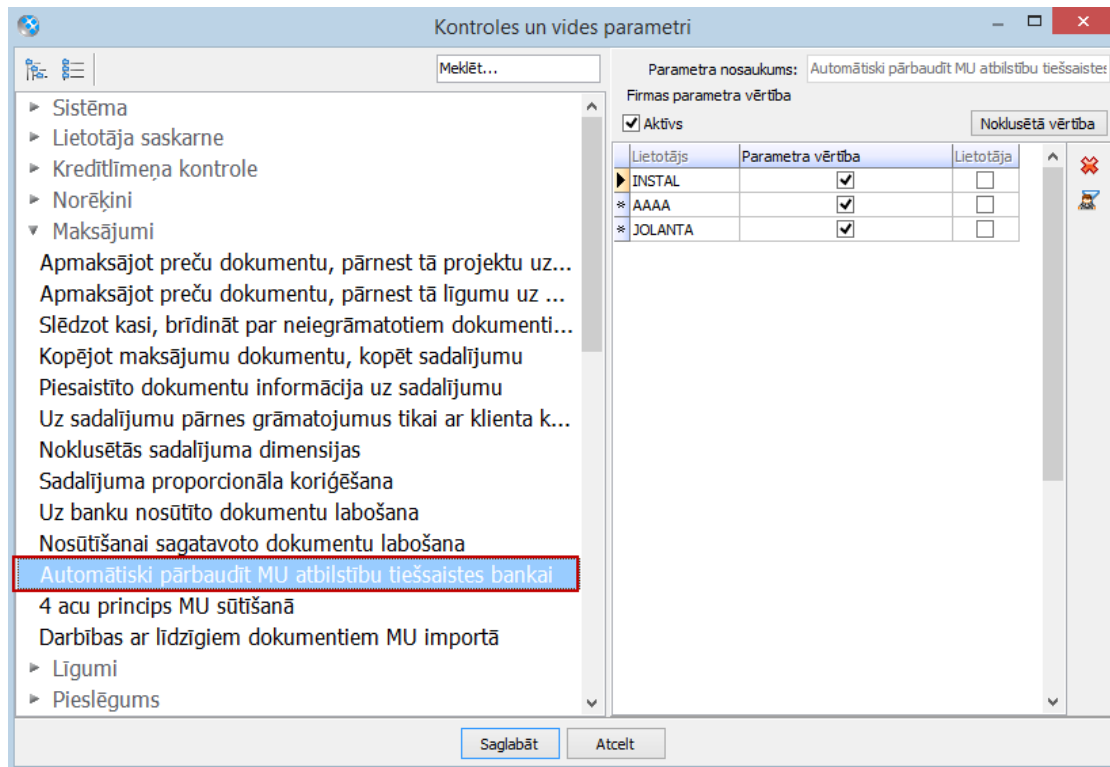 Kontroles un vides parametri
Meklēt...
Sistēma
Lietotāja saskarne
Kredītlīmeņa kontrole
Norēķini
Maksājumi
Apmaksājot preču dokumentu, pārnest tā projektu uz...
Apmaksājot preču dokumentu, pārnest tā līgumu uz ...
Slēdzot kasi, brīdināt par neiegrāmatotiem dokumenti...
Kopējot maksājumu dokumentu, kopēt sadalījumu
Piesaistīto dokumentu informācija uz sadalījumu
Uz sadalījumu pārnes grāmatojumus tikai ar klienta k...
Noklusētās sadalījuma dimensijas
Sadalījuma proporcionāla koriģēšana
Uz banku nosūtīto dokumentu labošana
Nosūtīšanai sagatavoto dokumentu labošana
Automātiski pārbaudīt MU atbilstību tiešsaistes bankai
4 acu princips MU sūtīšanā
Darbības ar līdzīgiem dokumentiem MU importā
Līgumi
Pieslēgums
Parametra nosaukums: Automātiski pārbaudīt MU atbilstību tiešsaistes
Firmas parametra vērtība
Aktīvs
Noklusētā vērtība
Lietotājs Parametra vērtība Lietotāja
INSTAL
AAAA
JOLANTA
Saglabāt Atcelt